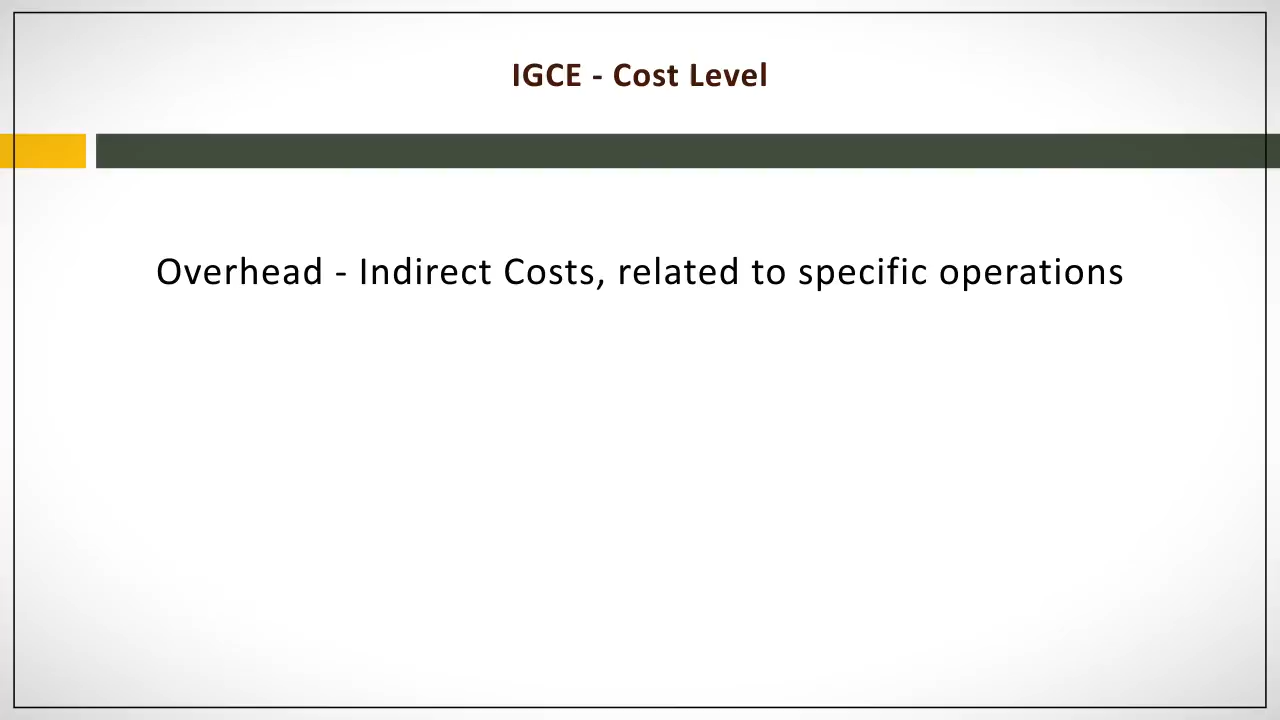 IGCE - Cost Level
Overhead - Indirect Costs, related to specific operations